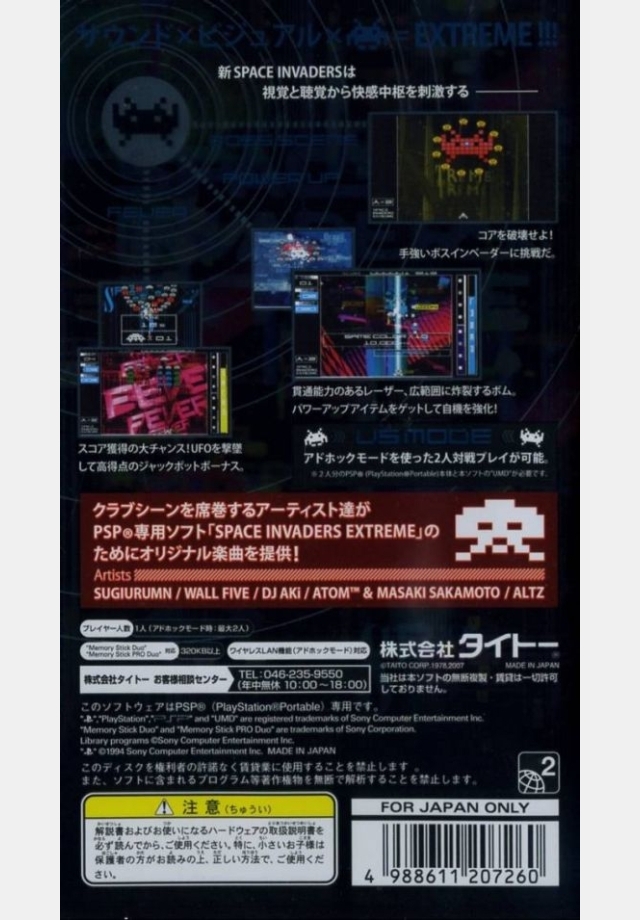 サウンド×ビジュアル× =EXTREME!!!
新SPACE INVADERSは
視覚と聴覚から快感中枢を刺激する
BOSS SCENE
POWER UP
FEVER
コアを破壊せよ!
手強いボスインベーダーに挑戦だ。
貫通能力のあるレーザー、広範囲に炸裂するボム。
パワーアップアイテムをゲットして自機を強化!
FEVER
スコア獲得の大チャンス!UFOを撃墜
して高得点のジャックポットボーナス。
VS MODE
アドホックモードを使った2人対戦プレイが可能。
※2人分のPSP®(PlayStation®Portable)本体と本ソフトの"UMD"が必要です。
クラブシーンを席巻するアーティスト達が
PSP®専用ソフト「SPACE INVADERS EXTREME」の
ためにオリジナル楽曲を提供!
Artists
SUGIURUMN / WALL FIVE / DJ AKi / ATOM™ & MASAKI SAKAMOTO / ALTZ
プレイヤー人数 1人(アドホックモード時:最大2人)
"Memory Stick Duo"
"Memory Stick PRO Duo" 対応 320KB以上 ワイヤレスLAN機能(アドホックモード)対応
株式会社タイトー お客様相談センター TEL:046-235-9550
(年中無休 10:00〜18:00)
株式会社タイトー
©TAITO CORP.1978,2007 MADE IN JAPAN
当社は本ソフトの無断複製・賃貸は一切許可
しておりません。
このソフトウェアはPSP®(PlayStation®Portable)専用です。
" ","PlayStation","PSP" and "UMD" are registered trademarks of Sony Computer Entertainment Inc.
"Memory Stick Duo" and "Memory Stick PRO Duo" are trademarks of Sony Corporation.
Library programs ©Sony Computer Entertainment Inc.
" " ©1994 Sony Computer Entertainment Inc. MADE IN JAPAN
このディスクを権利者の許諾なく賃貸業に使用することを禁止します。
また、ソフトに含まれるプログラム等著作権物を無断で解析することを禁止します。
2
注意(ちゅうい)
解説書およびお使いになるハードウェアの取扱説明書を
必ず読んでから、ご使用ください。特に、小さいお子様は
保護者の方がお読みの上、正しい方法で、ご使用くだ
さい。
FOR JAPAN ONLY
4 988611 207260